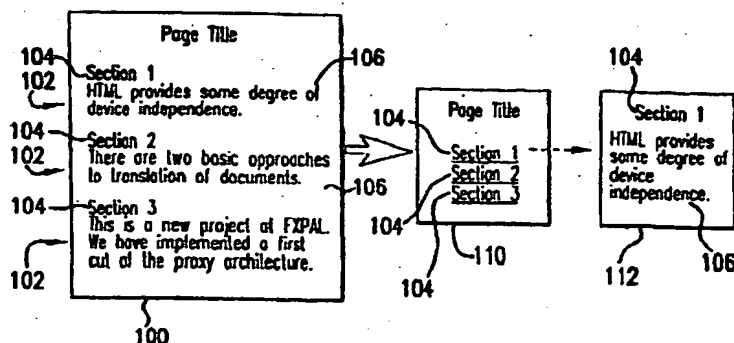 Page Title
104
Section 1
106
102
HTML provides some degree of
device independence.
104
Section 2
102
There are two basic approaches
to translation of documents.
106
104
Section 3
This is a new project at FXPAL.
We have implemented a first
cut of the proxy architecture.
102
100
Page Title
104
Section 1
Section 2
104
Section 3
104
110
104
Section 1
HTML provides
some degree of
device
independence.
112
106